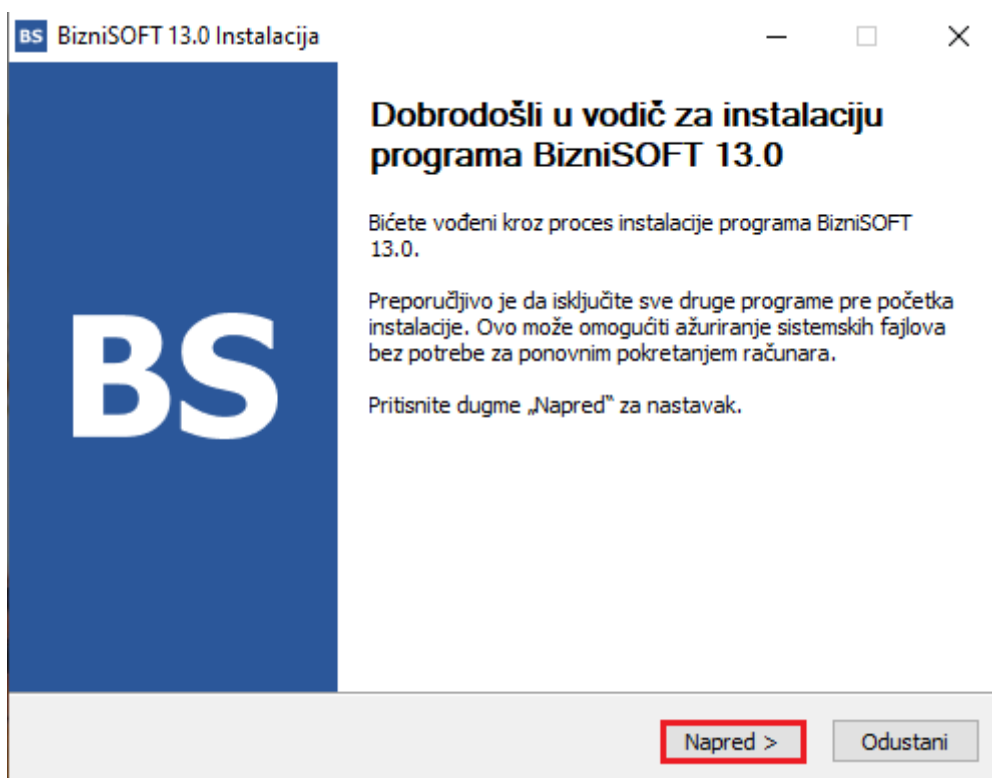 BS BizniSOFT 13.0 Instalacija
Dobrodošli u vodič za instalaciju
programa BizniSOFT 13.0
Bićete vođeni kroz proces instalacije programa BizniSOFT
13.0.
Preporučljivo je da isključite sve druge programe pre početka
instalacije. Ovo može omogućiti ažuriranje sistemskih fajlova
bez potrebe za ponovnim pokretanjem računara.
Pritisnite dugme „Napred“ za nastavak.
BS
Napred >
Odustani